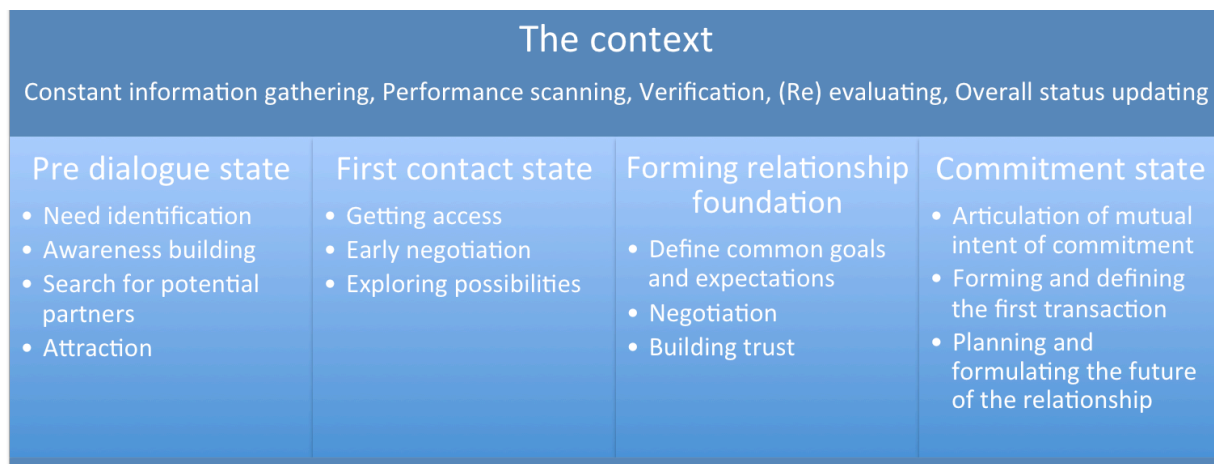 The context
Constant information gathering, Performance scanning, Verification, (Re) evaluating, Overall status updating
Pre dialogue state
• Need identification
• Awareness building
• Search for potential
partners
• Attraction
First contact state
• Getting access
• Early negotiation
• Exploring possibilities
Forming relationship
foundation
• Define common goals
and expectations
• Negotiation
• Building trust
Commitment state
• Articulation of mutual
intent of commitment
• Forming and defining
the first transaction
• Planning and
formulating the future
of the relationship